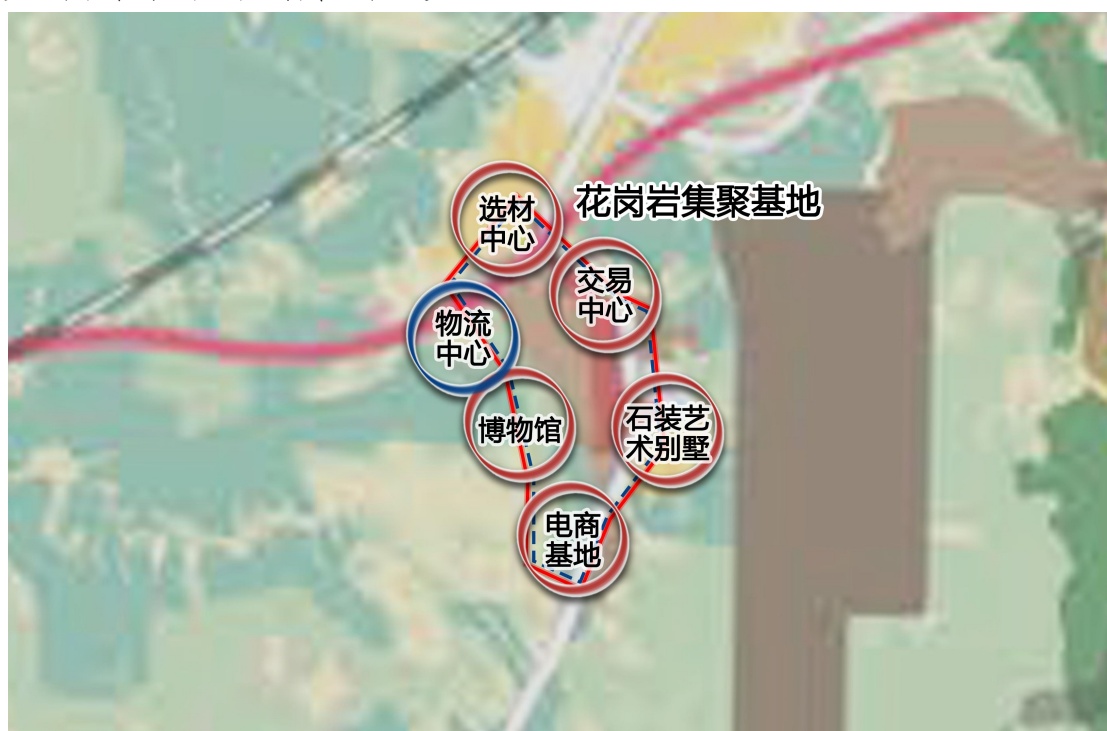 选材
中心
花岗岩集聚基地
交易
中心
物流
中心
博物馆
石装艺
术别墅
电商
基地